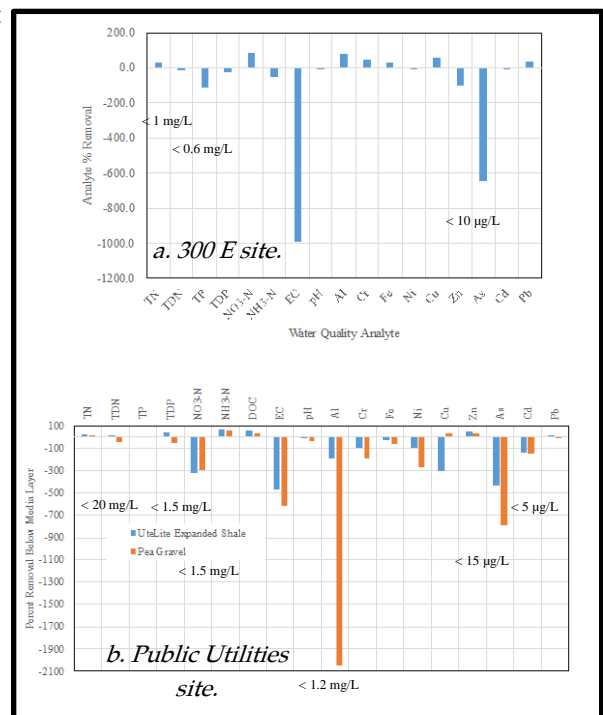 200.0
0.0
-200.0
-400.0
-600.0
-800.0
-1000.0
-1200.0
Analyte % Removal
< 1 mg/L
< 0.6 mg/L
< 10 µg/L
a. 300 E site.
TN
TDN
TP
TDP
NO3-N
NH3-N
EC
pH
Al
Cr
Fe
Ni
Cu
Zn
As
Cd
Pb
Water Quality Analyte
TN
TDN
TP
TDP
NO3-N
NH3-N
DOC
EC
pH
Al
Cr
Fe
Ni
Cu
Zn
As
Cd
Pb
100
-100
-300
-500
-700
-900
-1100
-1300
-1500
-1700
-1900
-2100
Percent Removal Below Media Layer
< 20 mg/L
< 1.5 mg/L
< 5 µg/L
UteLite Expanded Shale
Pea Gravel
< 1.5 mg/L
< 15 µg/L
b. Public Utilities
site.
< 1.2 mg/L